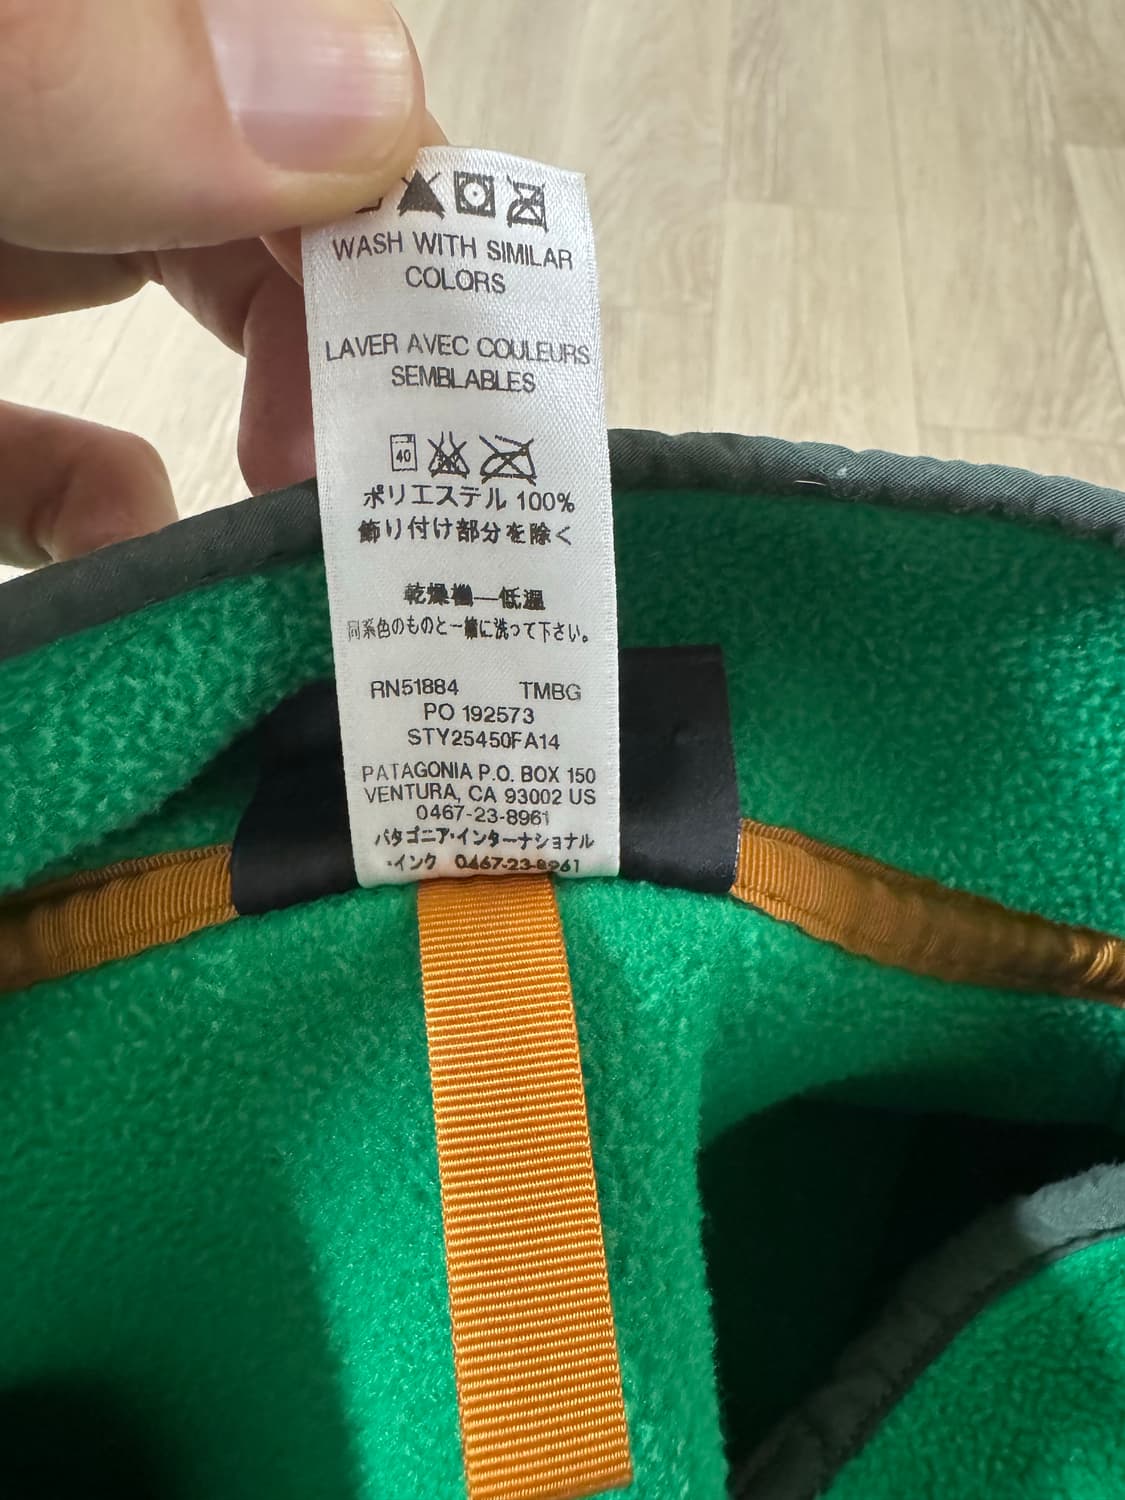 WASH WITH SIMILAR
COLORS
LAVER AVEC COULEURS
SEMBLABLES
40
ポリエステル 100%
飾り付け部分を除く
乾燥機—低温
同系色のものと一緒に洗って下さい。
RN51884 TMBG
PO 192573
STY25450FA14
PATAGONIA P.O. BOX 150
VENTURA, CA 93002 US
0467-23-8961
パタゴニア・インターナショナル
・インク 0467-23-8961